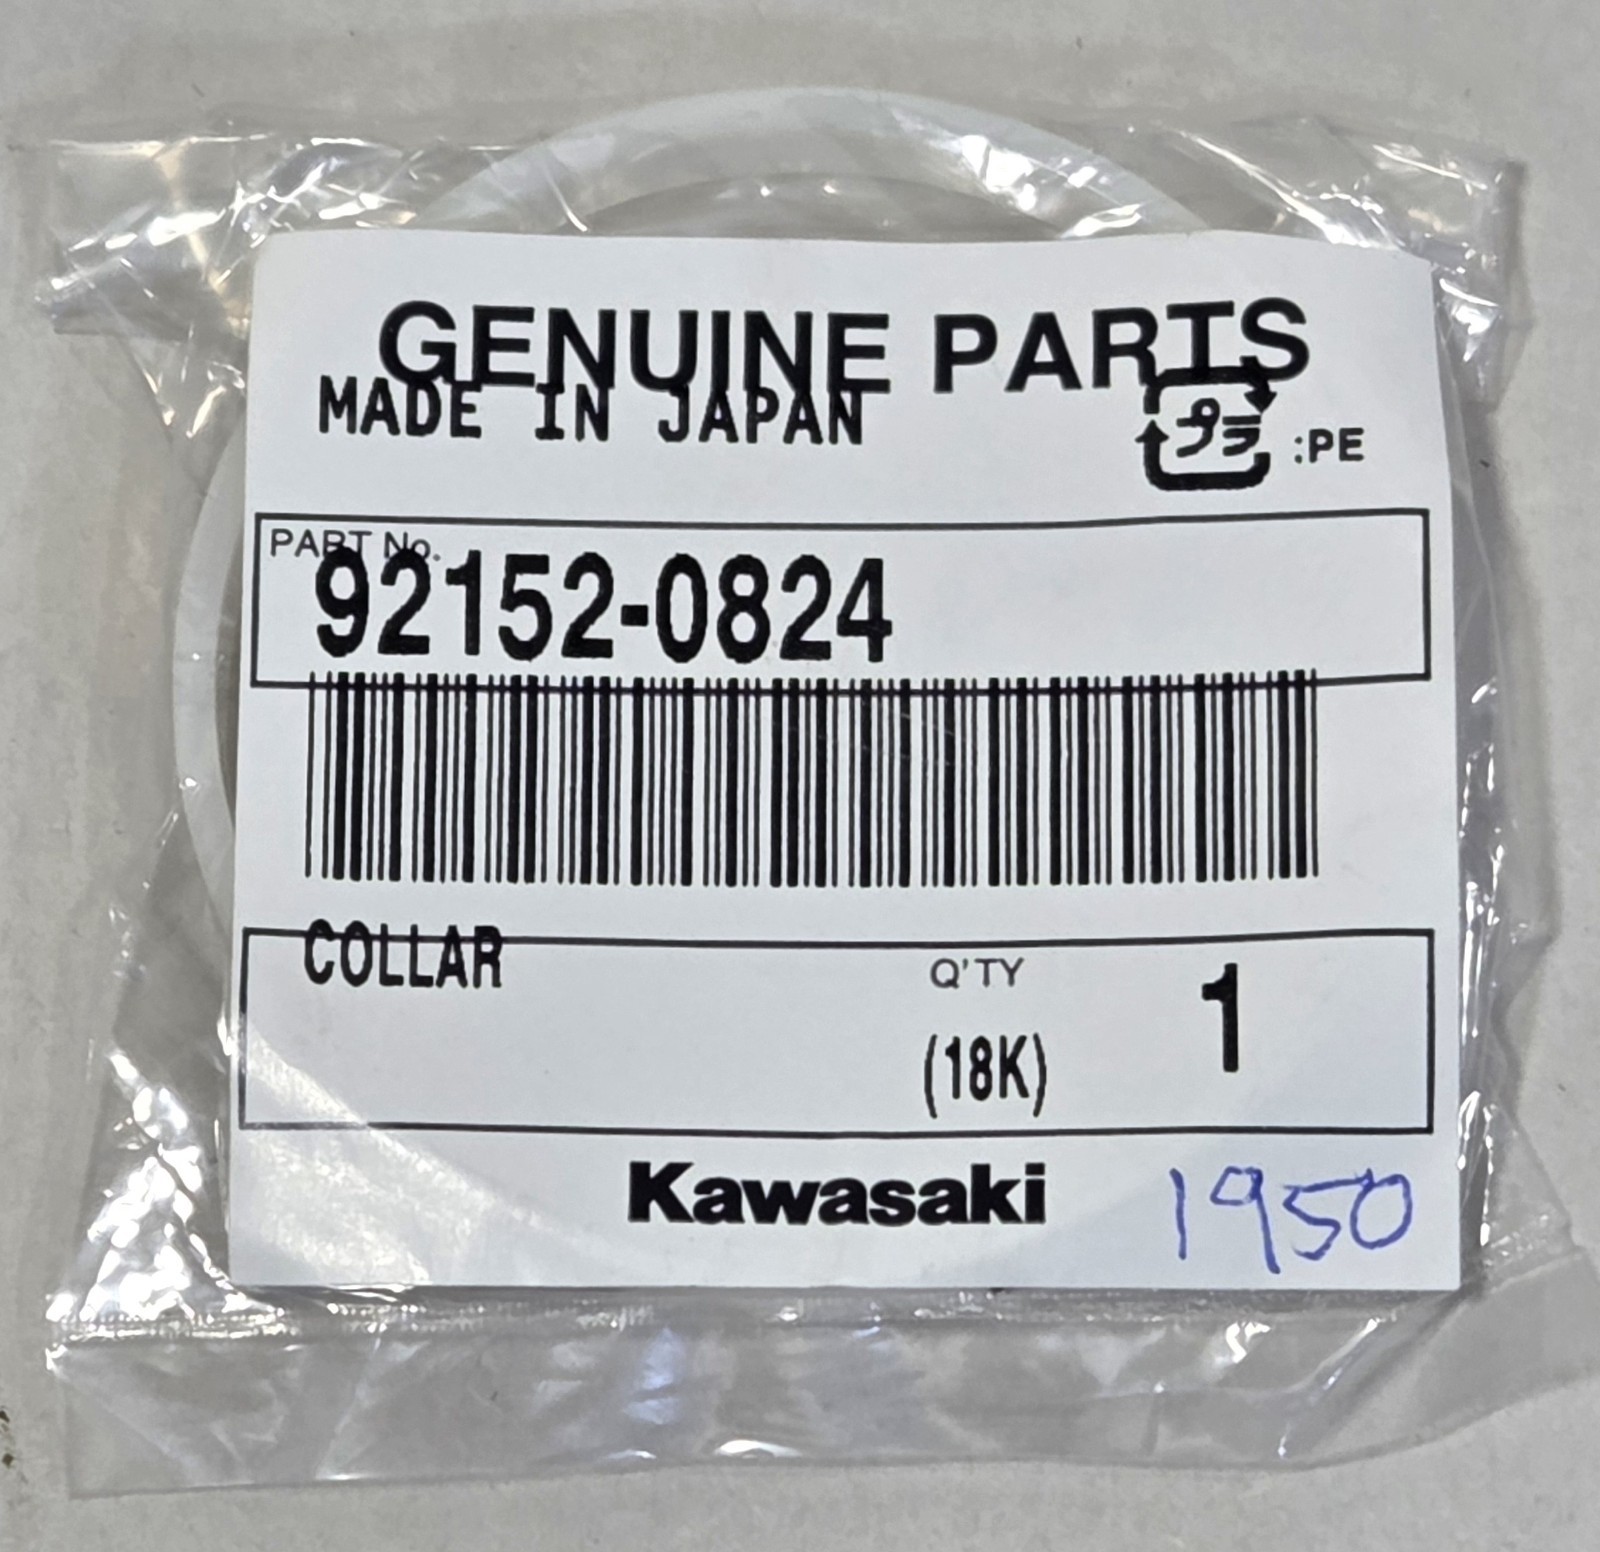 GENUINE PARTS
MADE IN JAPAN
プラ :PE
PART No.
92152-0824
COLLAR
Q'TY 1
(18K)
Kawasaki 1950